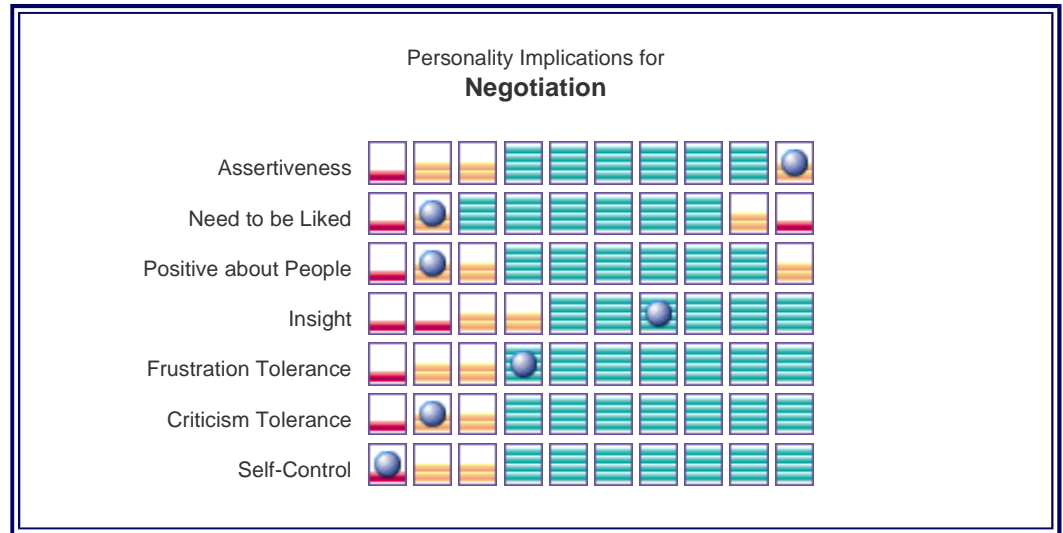 Personality Implications for
Negotiation
Assertiveness
Need to be Liked
Positive about People
Insight
Frustration Tolerance
Criticism Tolerance
Self-Control